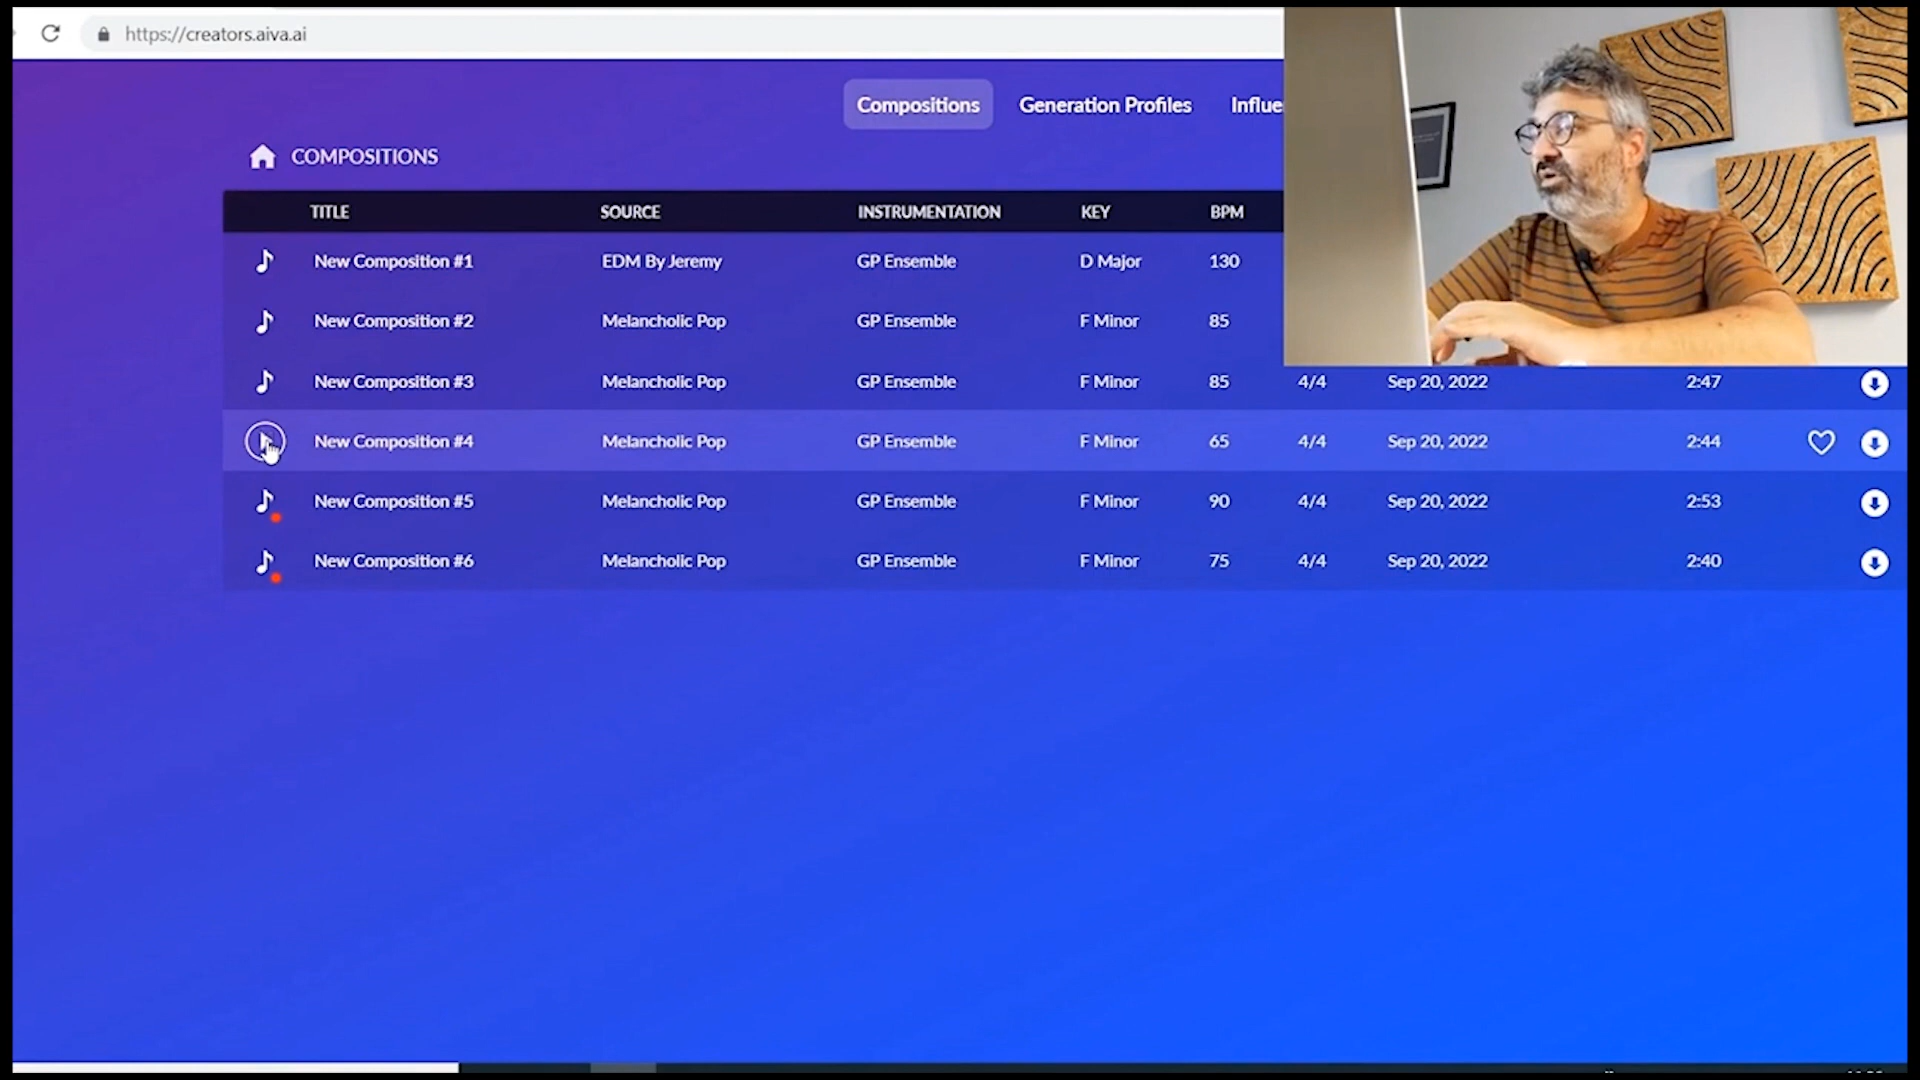 https://creators.aiva.ai
Compositions Generation Profiles Influe
COMPOSITIONS
TITLE SOURCE INSTRUMENTATION KEY BPM
New Composition #1 EDM By Jeremy GP Ensemble D Major 130
New Composition #2 Melancholic Pop GP Ensemble F Minor 85
New Composition #3 Melancholic Pop GP Ensemble F Minor 85 4/4 Sep 20, 2022 2:47
New Composition #4 Melancholic Pop GP Ensemble F Minor 65 4/4 Sep 20, 2022 2:44
New Composition #5 Melancholic Pop GP Ensemble F Minor 90 4/4 Sep 20, 2022 2:53
New Composition #6 Melancholic Pop GP Ensemble F Minor 75 4/4 Sep 20, 2022 2:40